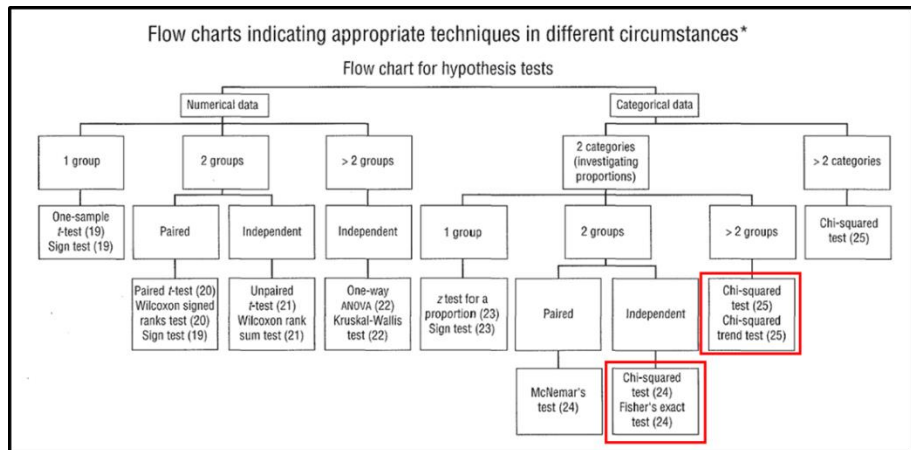 Flow charts indicating appropriate techniques in different circumstances*
Flow chart for hypothesis tests
Numerical data
Categorical data
1 group
2 groups
> 2 groups
2 categories
(investigating
proportions)
> 2 categories
One-sample
t-test (19)
Sign test (19)
Paired
Independent
Independent
1 group
2 groups
> 2 groups
Chi-squared
test (25)
Paired t-test (20)
Wilcoxon signed
ranks test (20)
Sign test (19)
Unpaired
t-test (21)
Wilcoxon rank
sum test (21)
One-way
ANOVA (22)
Kruskal-Wallis
test (22)
z test for a
proportion (23)
Sign test (23)
Paired
Independent
Chi-squared
test (25)
Chi-squared
trend test (25)
McNemar's
test (24)
Chi-squared
test (24)
Fisher's exact
test (24)